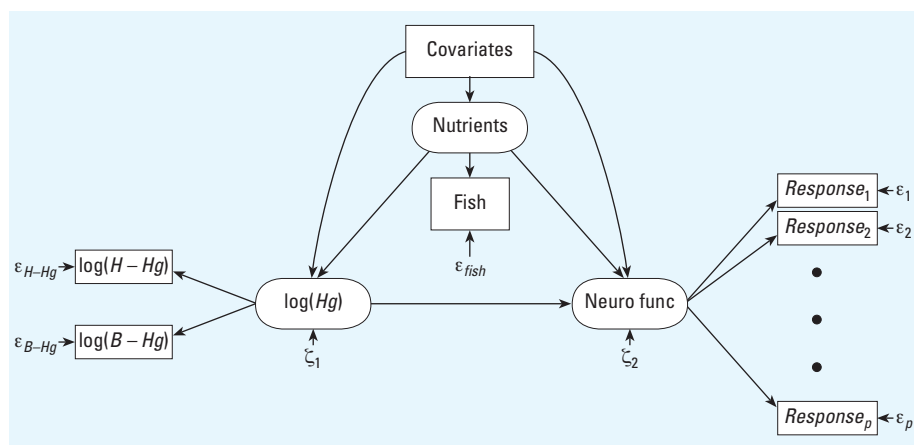 Covariates
Nutrients
Fish
ε_fish
Response₁
ε₁
Response₂
ε₂
ε_H–Hg
log(H – Hg)
log(Hg)
Neuro func
ε_B–Hg
log(B – Hg)
ζ₁
ζ₂
Responseₚ
εₚ